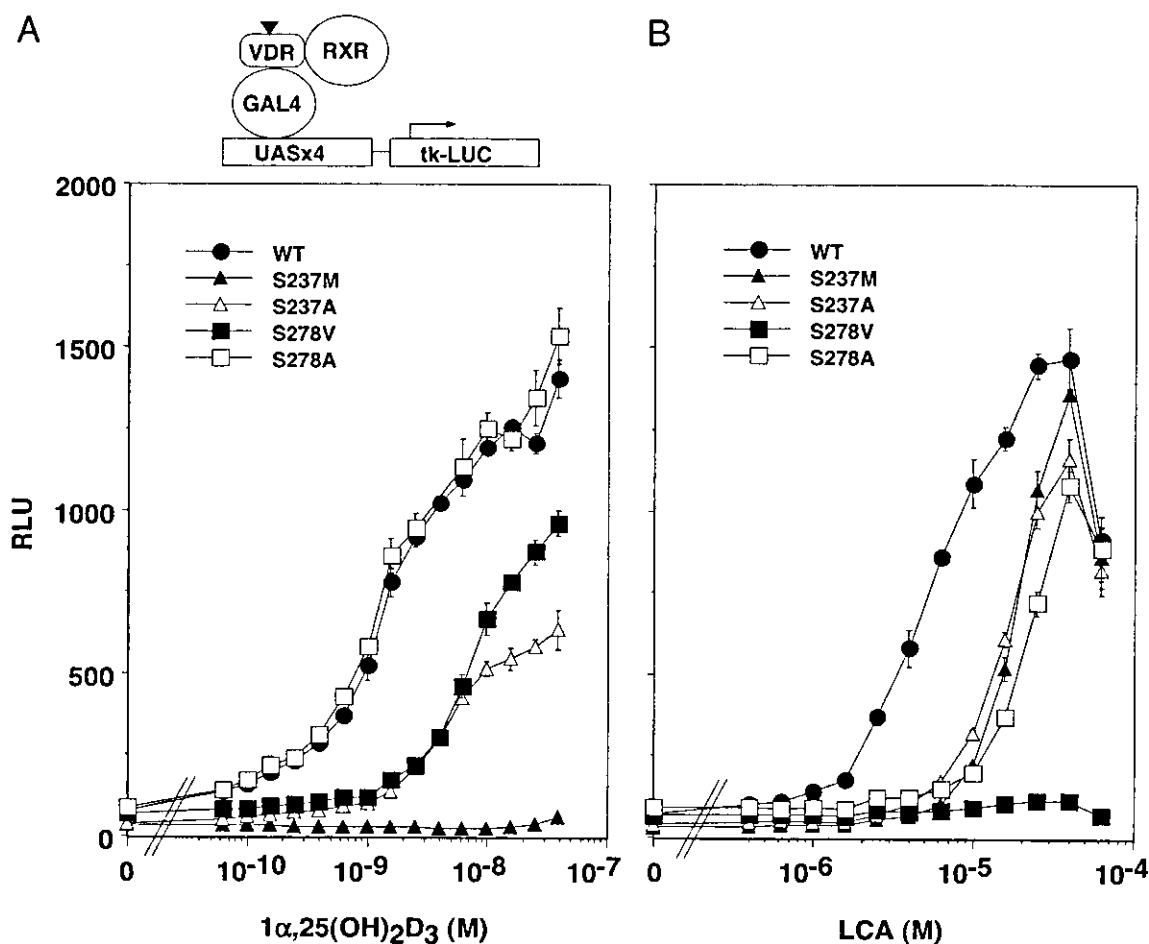 A
B
VDR
RXR
GAL4
UASx4
tk-LUC
2000
1500
1000
500
0
RLU
WT
S237M
S237A
S278V
S278A
0
10⁻¹⁰
10⁻⁹
10⁻⁸
10⁻⁷
1α,25(OH)₂D₃ (M)
WT
S237M
S237A
S278V
S278A
0
10⁻⁶
10⁻⁵
10⁻⁴
LCA (M)